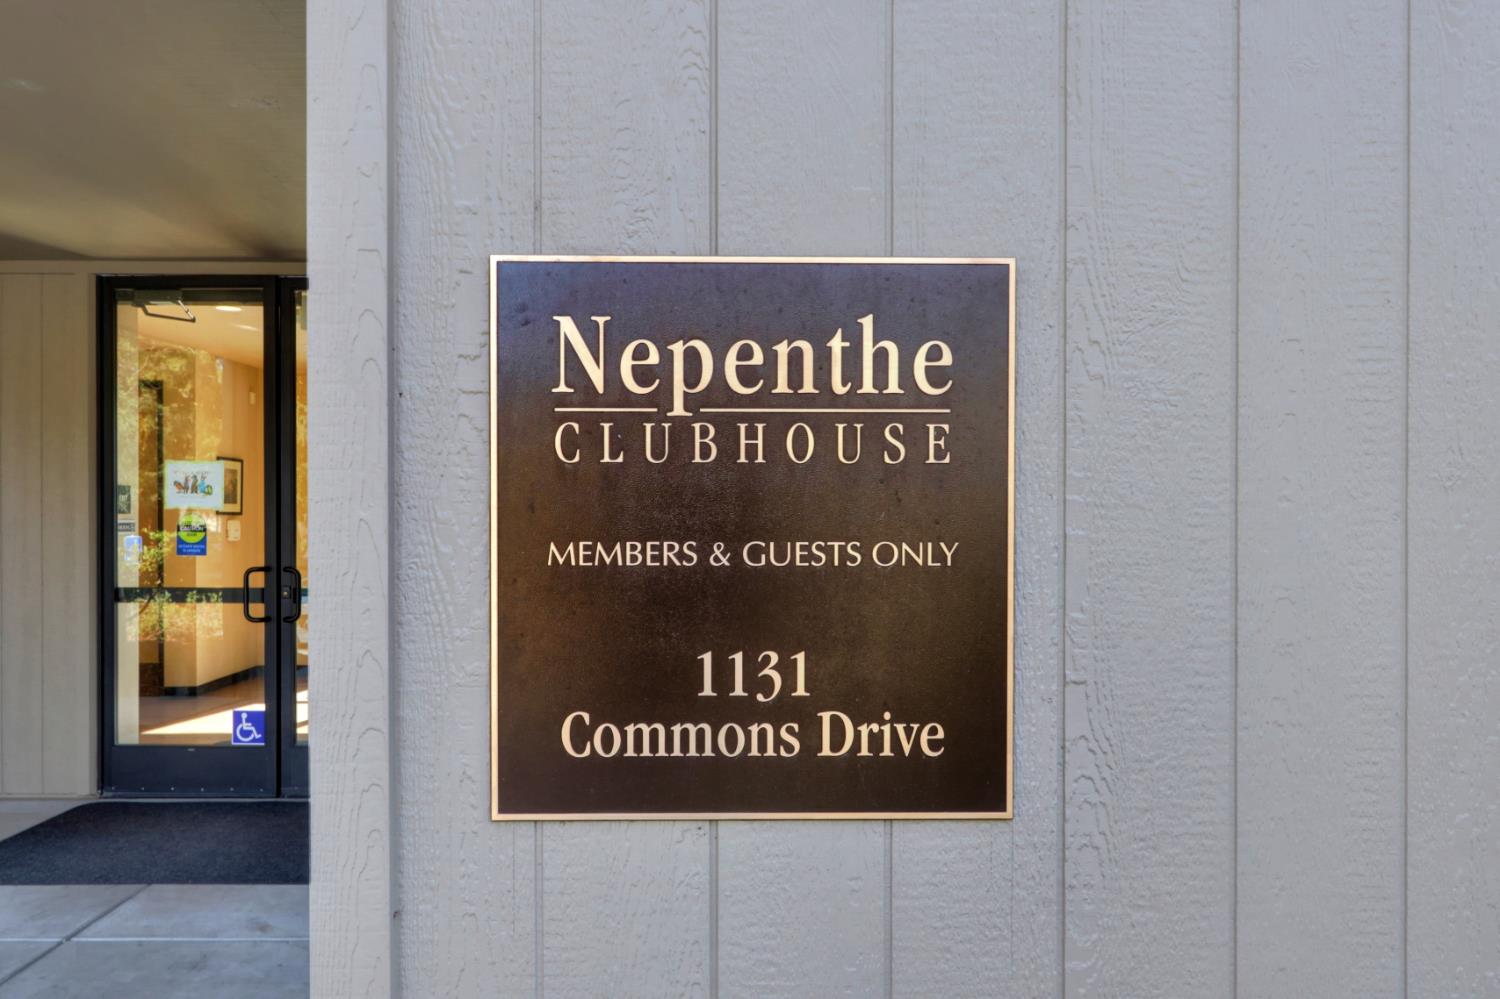 Nepenthe
CLUBHOUSE
MEMBERS & GUESTS ONLY
1131
Commons Drive